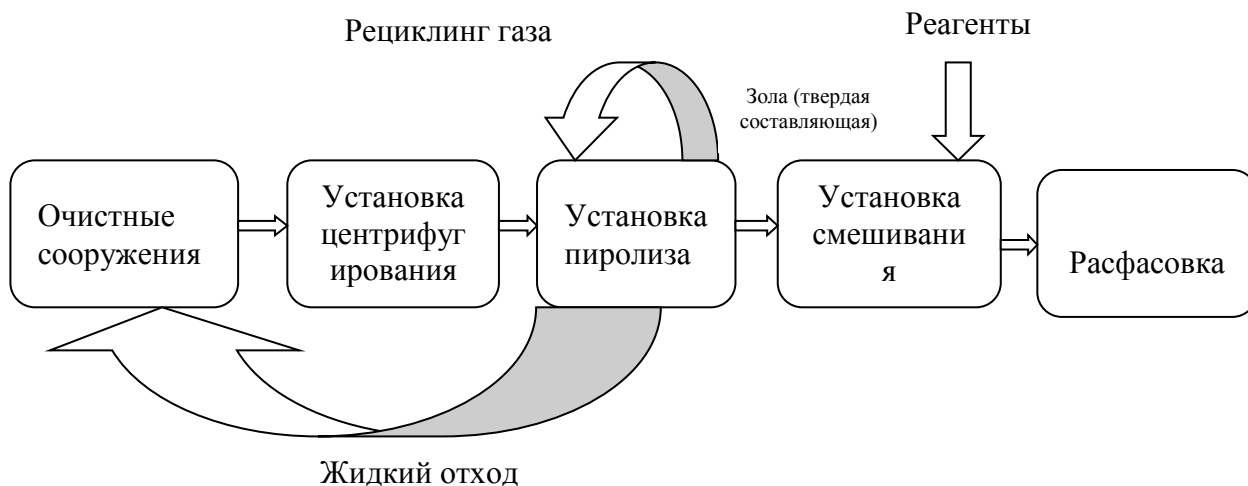 Рециклинг газа
Реагенты
Зола (твердая
составляющая)
Очистные
сооружения
Установка
центрифуг
ирования
Установка
пиролиза
Установка
смешивани
я
Расфасовка
Жидкий отход